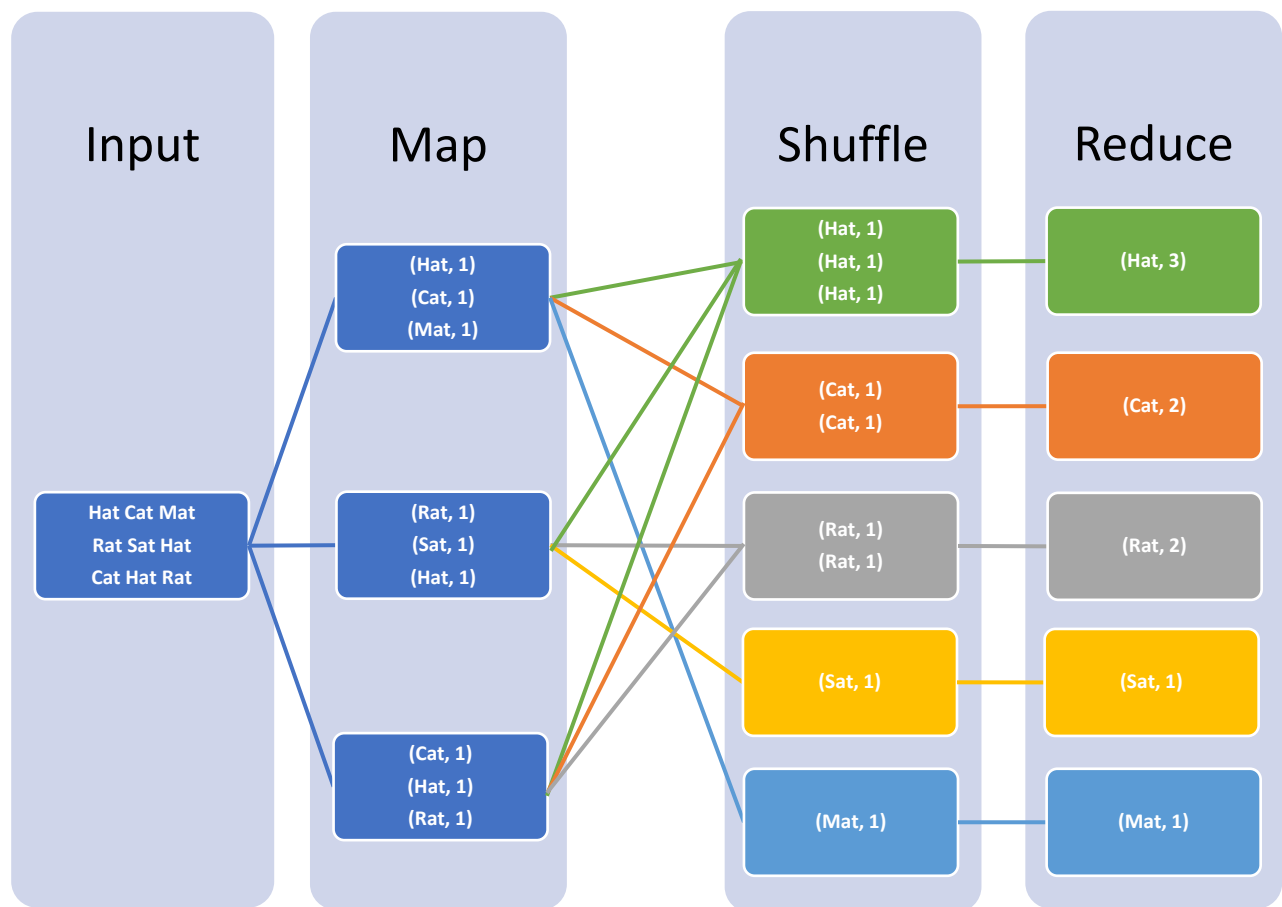 Input
Hat Cat Mat
Rat Sat Hat
Cat Hat Rat
Map
(Hat, 1)
(Cat, 1)
(Mat, 1)
(Rat, 1)
(Sat, 1)
(Hat, 1)
(Cat, 1)
(Hat, 1)
(Rat, 1)
Shuffle
(Hat, 1)
(Hat, 1)
(Hat, 1)
(Cat, 1)
(Cat, 1)
(Rat, 1)
(Rat, 1)
(Sat, 1)
(Mat, 1)
Reduce
(Hat, 3)
(Cat, 2)
(Rat, 2)
(Sat, 1)
(Mat, 1)